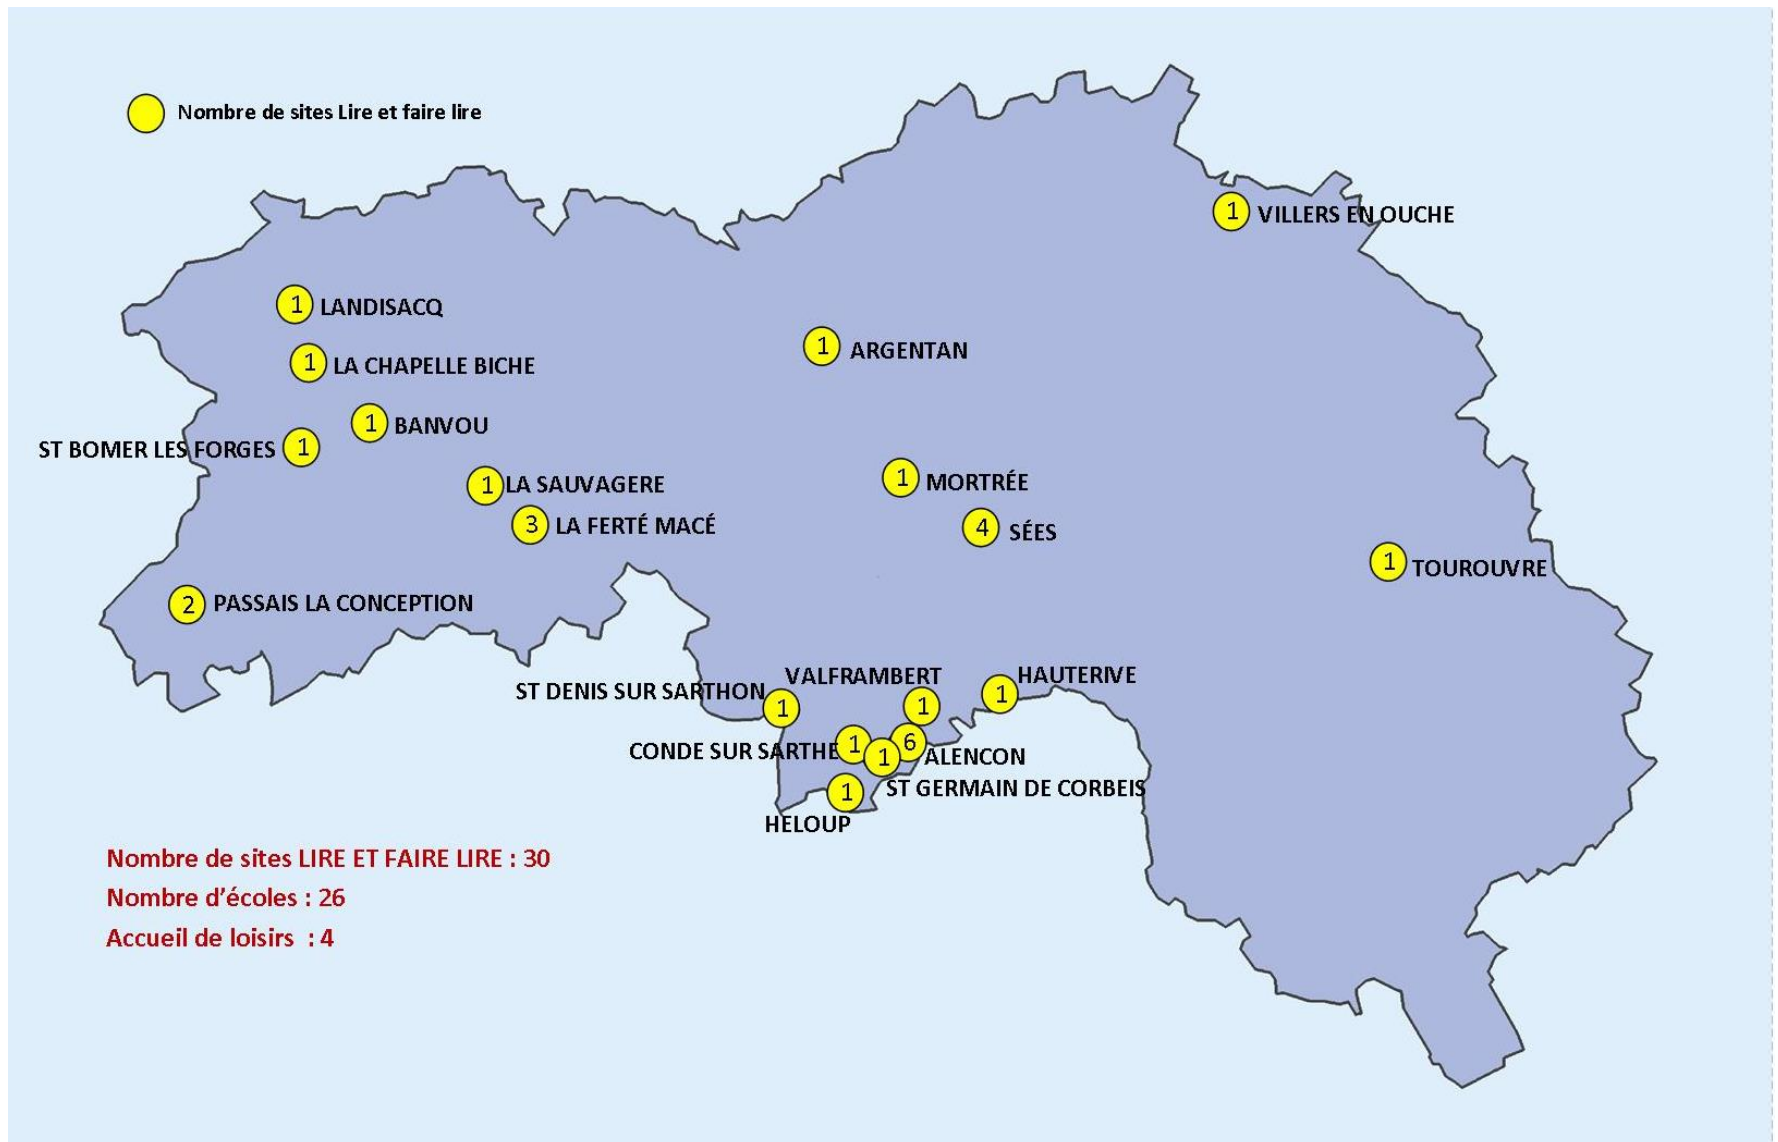 Nombre de sites Lire et faire lire
1 VILLERS EN OUCHE
1 LANDISACQ
1 ARGENTAN
1 LA CHAPELLE BICHE
1 BANVOU
ST BOMER LES FORGES 1
1 LA SAUVAGERE
1 MORTRÉE
3 LA FERTÉ MACÉ
4 SÉES
1 TOUROUVRE
2 PASSAIS LA CONCEPTION
VALFRAMBERT 1
1 HAUTERIVE
ST DENIS SUR SARTHON 1
CONDE SUR SARTHE 1
6 ALENCON
1 ST GERMAIN DE CORBEIS
1 HELOUP
Nombre de sites LIRE ET FAIRE LIRE : 30
Nombre d’écoles : 26
Accueil de loisirs : 4